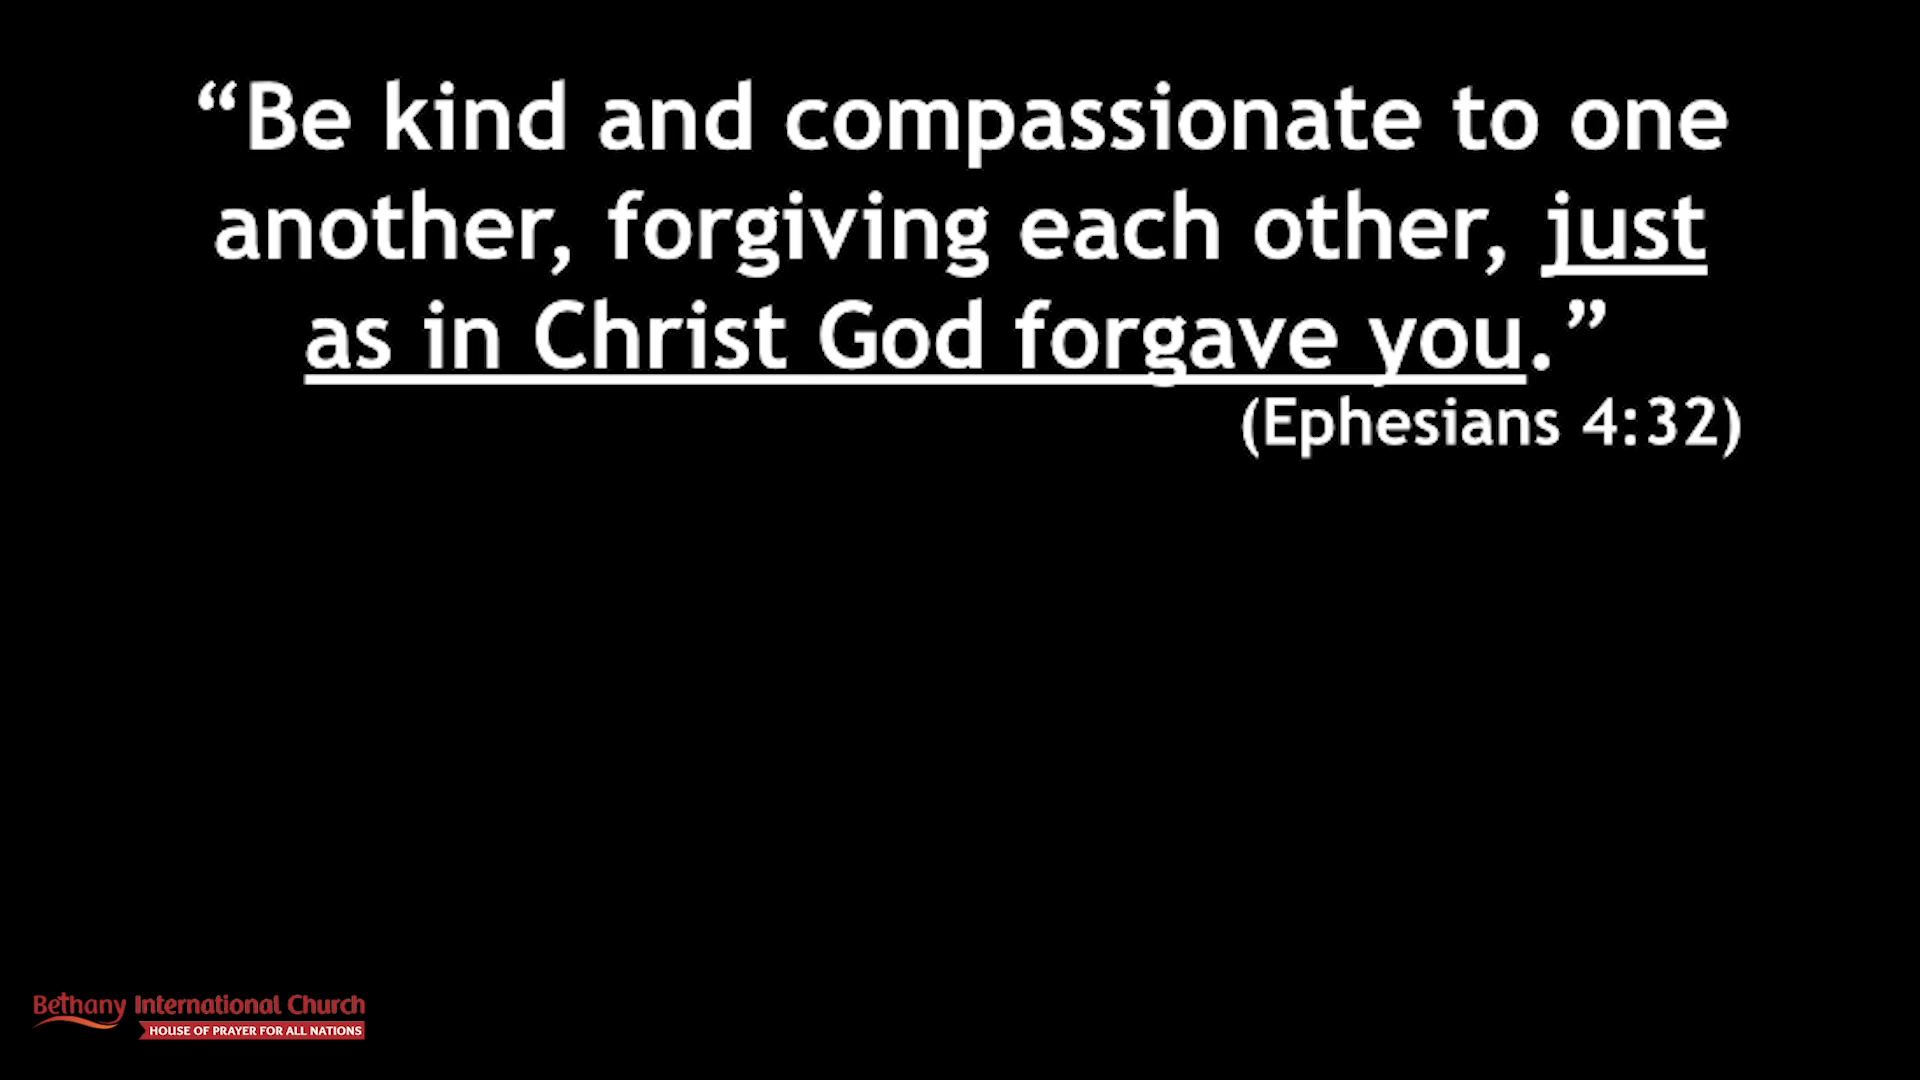 “Be kind and compassionate to one
another, forgiving each other, just
as in Christ God forgave you.”
(Ephesians 4:32)
Bethany International Church
HOUSE OF PRAYER FOR ALL NATIONS